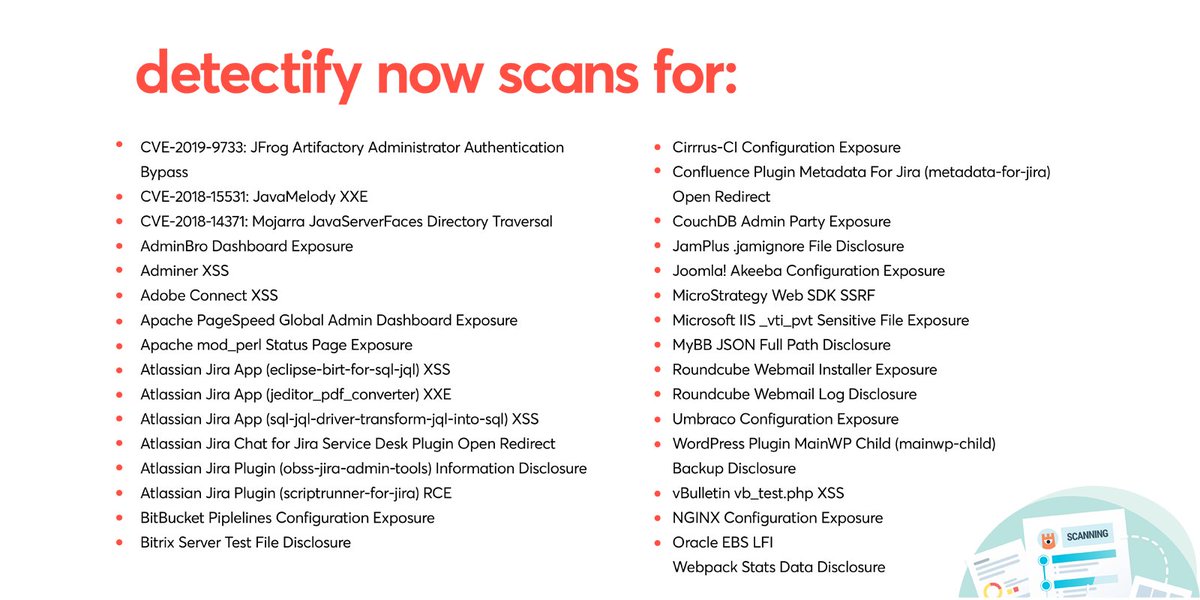 detectify now scans for:
CVE-2019-9733: JFrog Artifactory Administrator Authentication
Bypass
CVE-2018-15531: JavaMelody XXE
CVE-2018-14371: Mojarra JavaServerFaces Directory Traversal
AdminBro Dashboard Exposure
Adminer XSS
Adobe Connect XSS
Apache PageSpeed Global Admin Dashboard Exposure
Apache mod_perl Status Page Exposure
Atlassian Jira App (eclipse-birt-for-sql-jql) XSS
Atlassian Jira App (jeditor_pdf_converter) XXE
Atlassian Jira App (sql-jql-driver-transform-jql-into-sql) XSS
Atlassian Jira Chat for Jira Service Desk Plugin Open Redirect
Atlassian Jira Plugin (obss-jira-admin-tools) Information Disclosure
Atlassian Jira Plugin (scriptrunner-for-jira) RCE
BitBucket Piplelines Configuration Exposure
Bitrix Server Test File Disclosure
Cirrrus-CI Configuration Exposure
Confluence Plugin Metadata For Jira (metadata-for-jira)
Open Redirect
CouchDB Admin Party Exposure
JamPlus .jamignore File Disclosure
Joomla! Akeeba Configuration Exposure
MicroStrategy Web SDK SSRF
Microsoft IIS _vti_pvt Sensitive File Exposure
MyBB JSON Full Path Disclosure
Roundcube Webmail Installer Exposure
Roundcube Webmail Log Disclosure
Umbraco Configuration Exposure
WordPress Plugin MainWP Child (mainwp-child)
Backup Disclosure
vBulletin vb_test.php XSS
NGINX Configuration Exposure
Oracle EBS LFI
Webpack Stats Data Disclosure
SCANNING